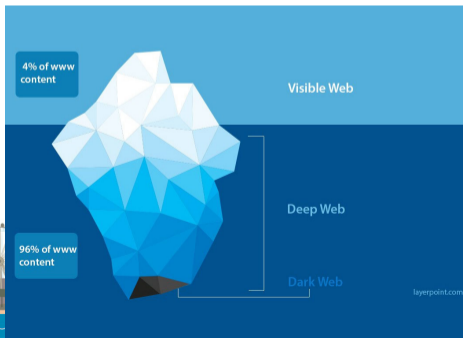 4% of www
content
Visible Web
Deep Web
96% of www
content
Dark Web
layerpoint.com